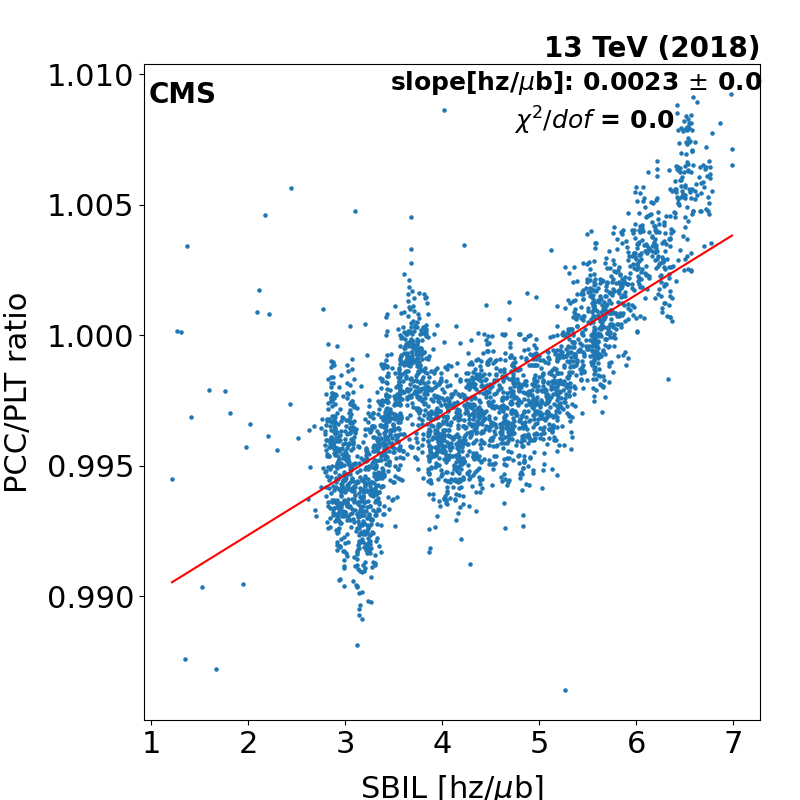 13 TeV (2018)
CMS
slope[hz/μb]: 0.0023 ± 0.0
χ²/dof = 0.0
PCC/PLT ratio
1.010
1.005
1.000
0.995
0.990
1 2 3 4 5 6 7
SBIL [hz/μb]